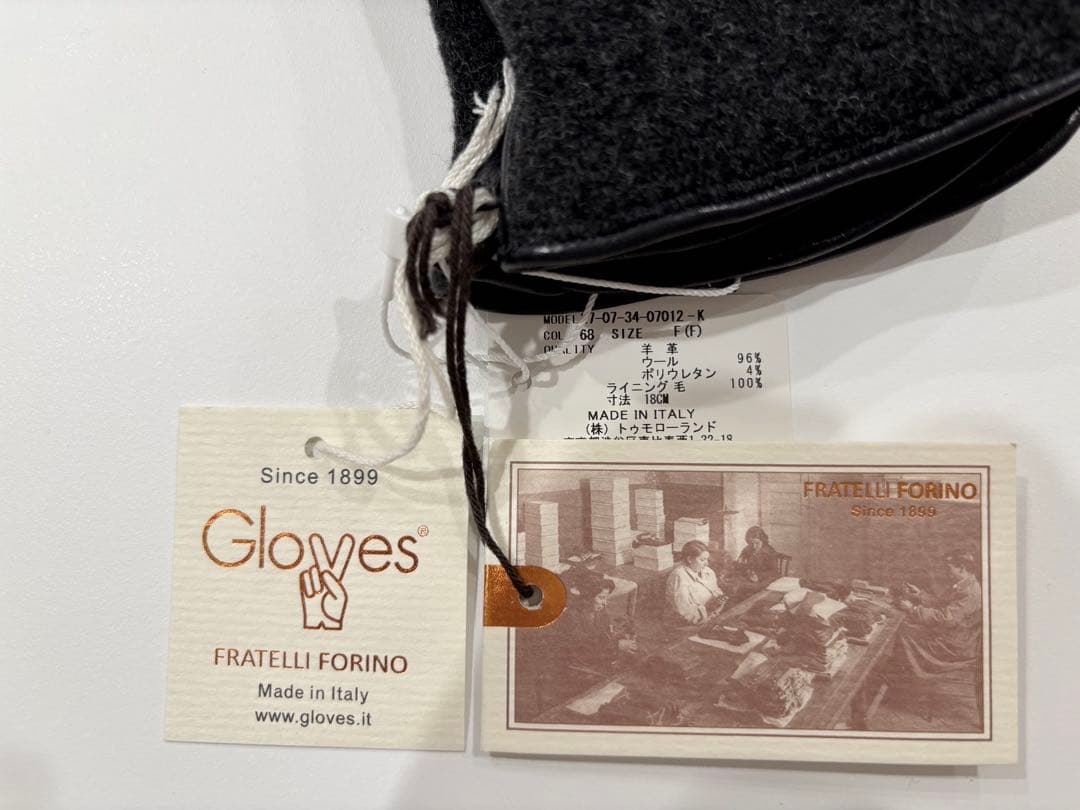 MODEL 7-07-34-07012-K
COL 68 SIZE F(F)
QUALITY 羊革
ウール 96%
ポリウレタン 4%
ライニング 毛 100%
寸法 18CM
MADE IN ITALY
(株) トゥモローランド
Since 1899
Gloves®
FRATELLI FORINO
Made in Italy
www.gloves.it
FRATELLI FORINO
Since 1899